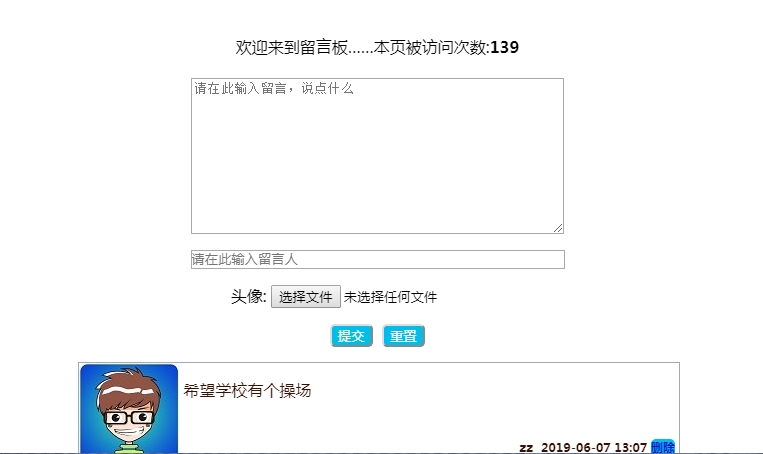 欢迎来到留言板......本页被访问次数:139
请在此输入留言，说点什么
请在此输入留言人
头像: 选择文件 未选择任何文件
提交 重置
希望学校有个操场
zz 2019-06-07 13:07 删除